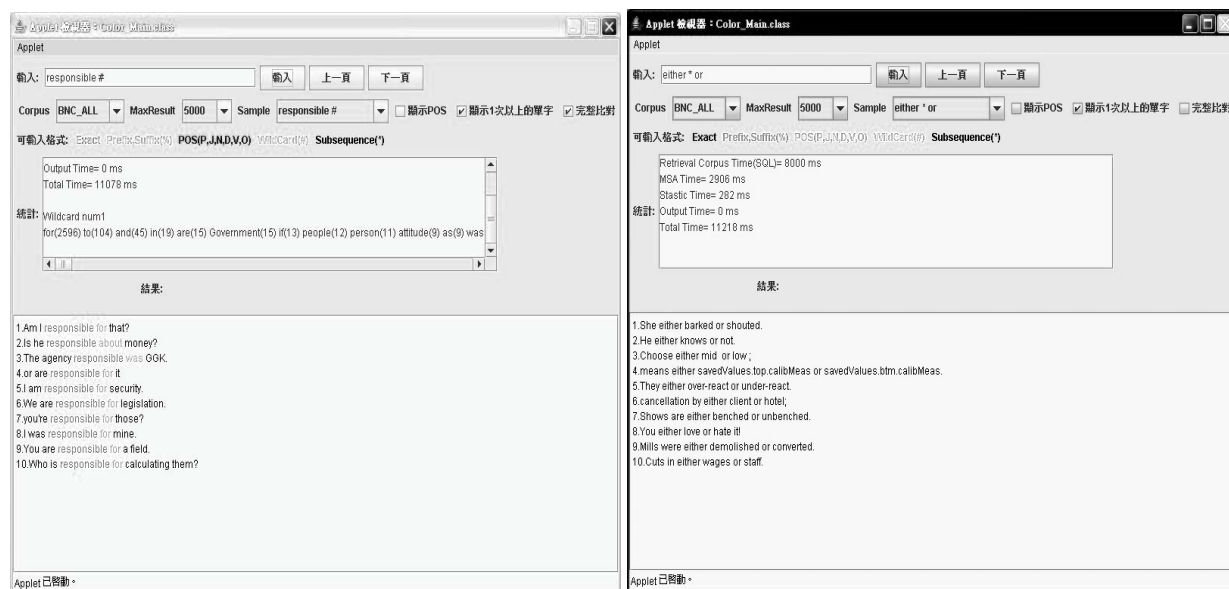 Applet 檢視器：Color_Main.class
Applet
輸入: responsible # 輸入 上一頁 下一頁
Corpus BNC_ALL MaxResult 5000 Sample responsible # 顯示POS 顯示1次以上的單字 完整比對
可輸入格式: Exact Prefix,Suffix(%) POS(P,J,N,D,V,O) WildCard(#) Subsequence(*)
Output Time= 0 ms
Total Time= 11078 ms
統計:
Wildcard num1
for(2596) to(104) and(45) in(19) are(15) Government(15) if(13) people(12) person(11) attitude(9) as(9) was
結果:
1.Am I responsible for that?
2.Is he responsible about money?
3.The agency responsible was GGK.
4.or are responsible for it
5.I am responsible for security.
6.We are responsible for legislation.
7.you're responsible for those?
8.I was responsible for mine.
9.You are responsible for a field.
10.Who is responsible for calculating them?
Applet 已啟動。
Applet 檢視器：Color_Main.class
Applet
輸入: either * or 輸入 上一頁 下一頁
Corpus BNC_ALL MaxResult 5000 Sample either * or 顯示POS 顯示1次以上的單字 完整比對
可輸入格式: Exact Prefix,Suffix(%) POS(P,J,N,D,V,O) WildCard(#) Subsequence(*)
Retrieval Corpus Time(SQL)= 8000 ms
MSA Time= 2906 ms
Stastic Time= 282 ms
統計: Output Time= 0 ms
Total Time= 11218 ms
結果:
1.She either barked or shouted.
2.He either knows or not.
3.Choose either mid or low ;
4.means either savedValues.top.calibMeas or savedValues.btm.calibMeas.
5.They either over-react or under-react.
6.cancellation by either client or hotel;
7.Shows are either benched or unbenched.
8.You either love or hate it!
9.Mills were either demolished or converted.
10.Cuts in either wages or staff.
Applet 已啟動。